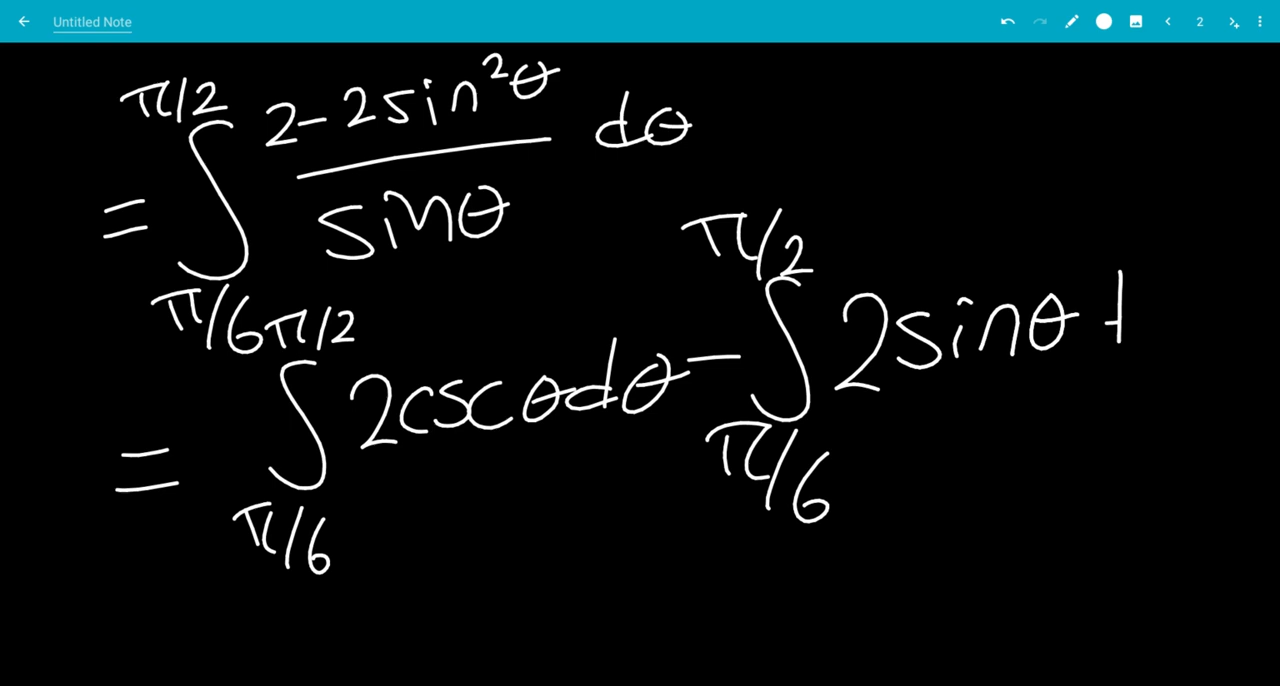 Untitled Note
2
= ∫_{π/6}^{π/2} (2-2sin²θ)/(sinθ) dθ
= ∫_{π/6}^{π/2} 2cscθdθ - ∫_{π/6}^{π/2} 2sinθ